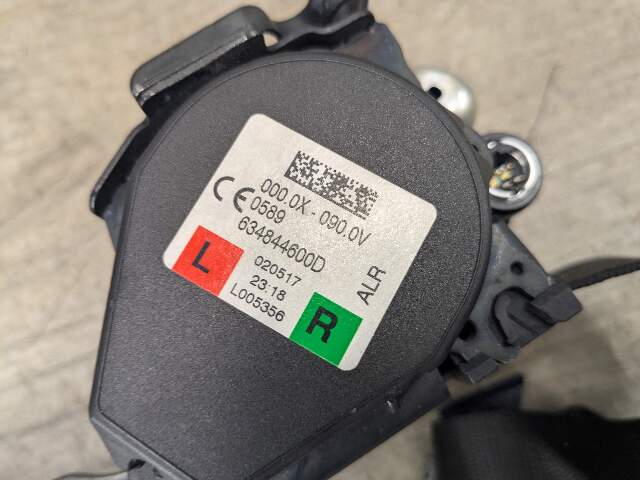 000.0X - 090.0V
CE 0589
634844600D
L
020517
23:18
L005356
R
ALR